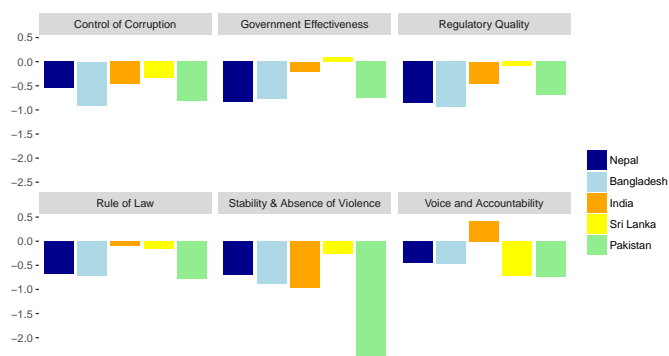 Control of Corruption Government Effectiveness Regulatory Quality
0.5
0.0
−0.5
−1.0
−1.5
−2.0
−2.5
Rule of Law Stability & Absence of Violence Voice and Accountability
0.5
0.0
−0.5
−1.0
−1.5
−2.0
Nepal
Bangladesh
India
Sri Lanka
Pakistan